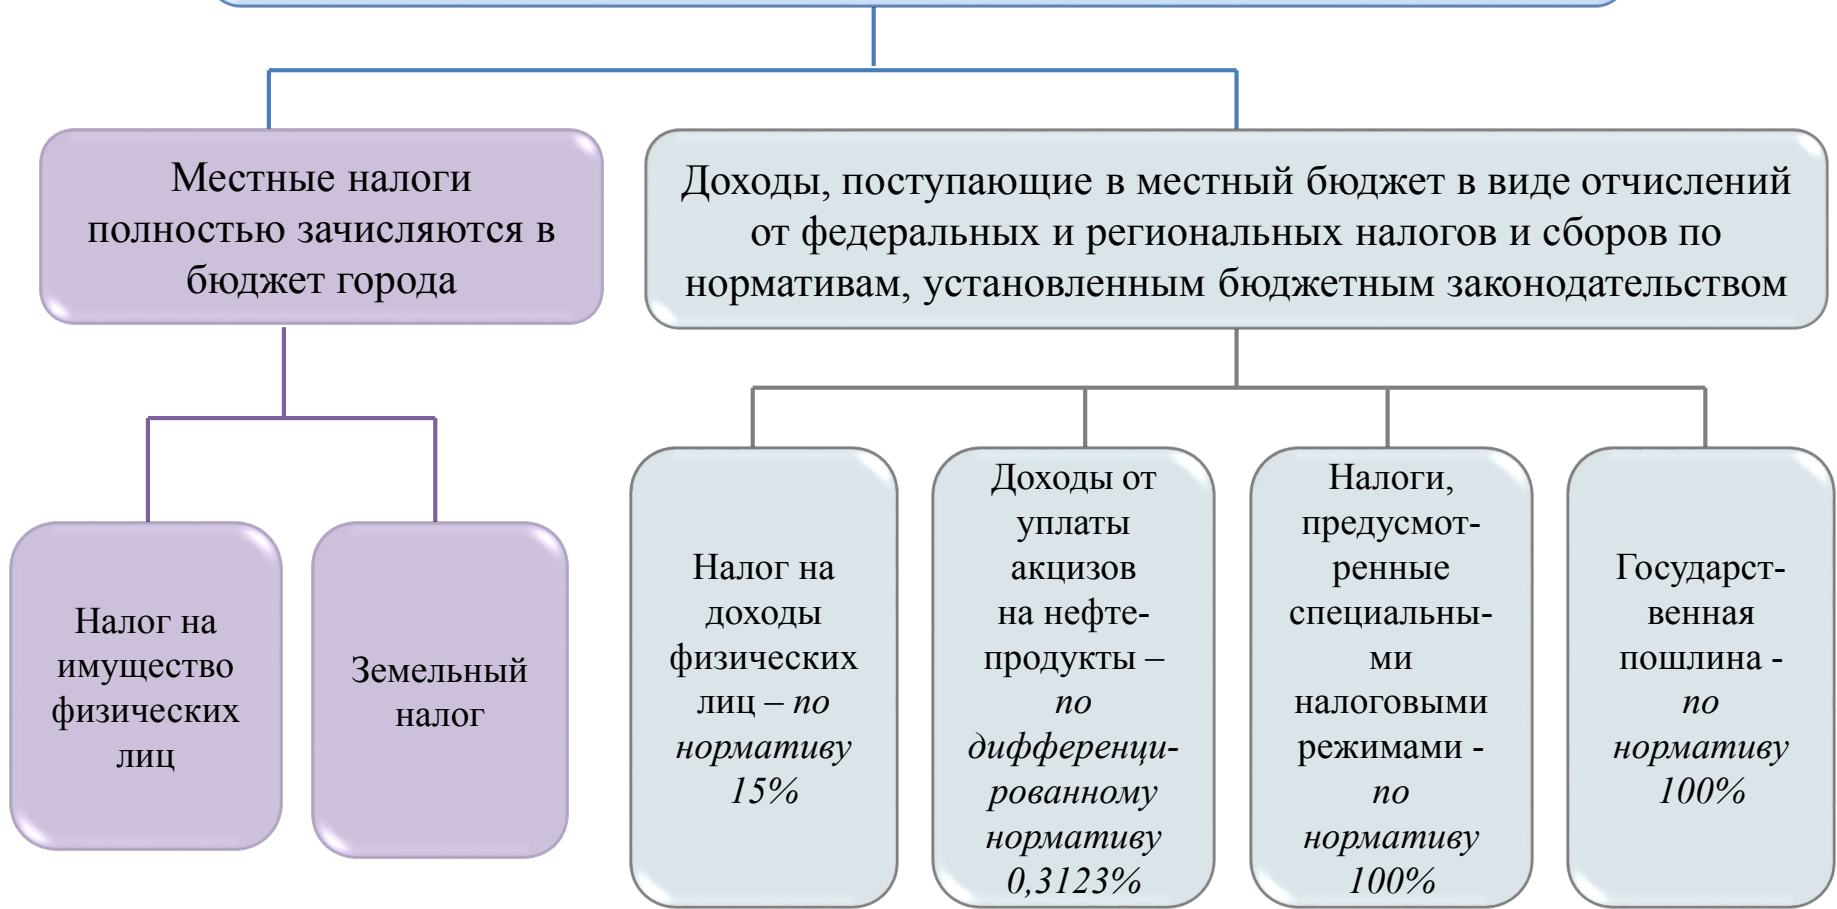 Местные налоги
полностью зачисляются в
бюджет города
Доходы, поступающие в местный бюджет в виде отчислений
от федеральных и региональных налогов и сборов по
нормативам, установленным бюджетным законодательством
Налог на
имущество
физических
лиц
Земельный
налог
Налог на
доходы
физических
лиц – по
нормативу
15%
Доходы от
уплаты
акцизов
на нефте-
продукты –
по
дифференци-
рованному
нормативу
0,3123%
Налоги,
предусмот-
ренные
специальны-
ми
налоговыми
режимами -
по
нормативу
100%
Государст-
венная
пошлина -
по
нормативу
100%